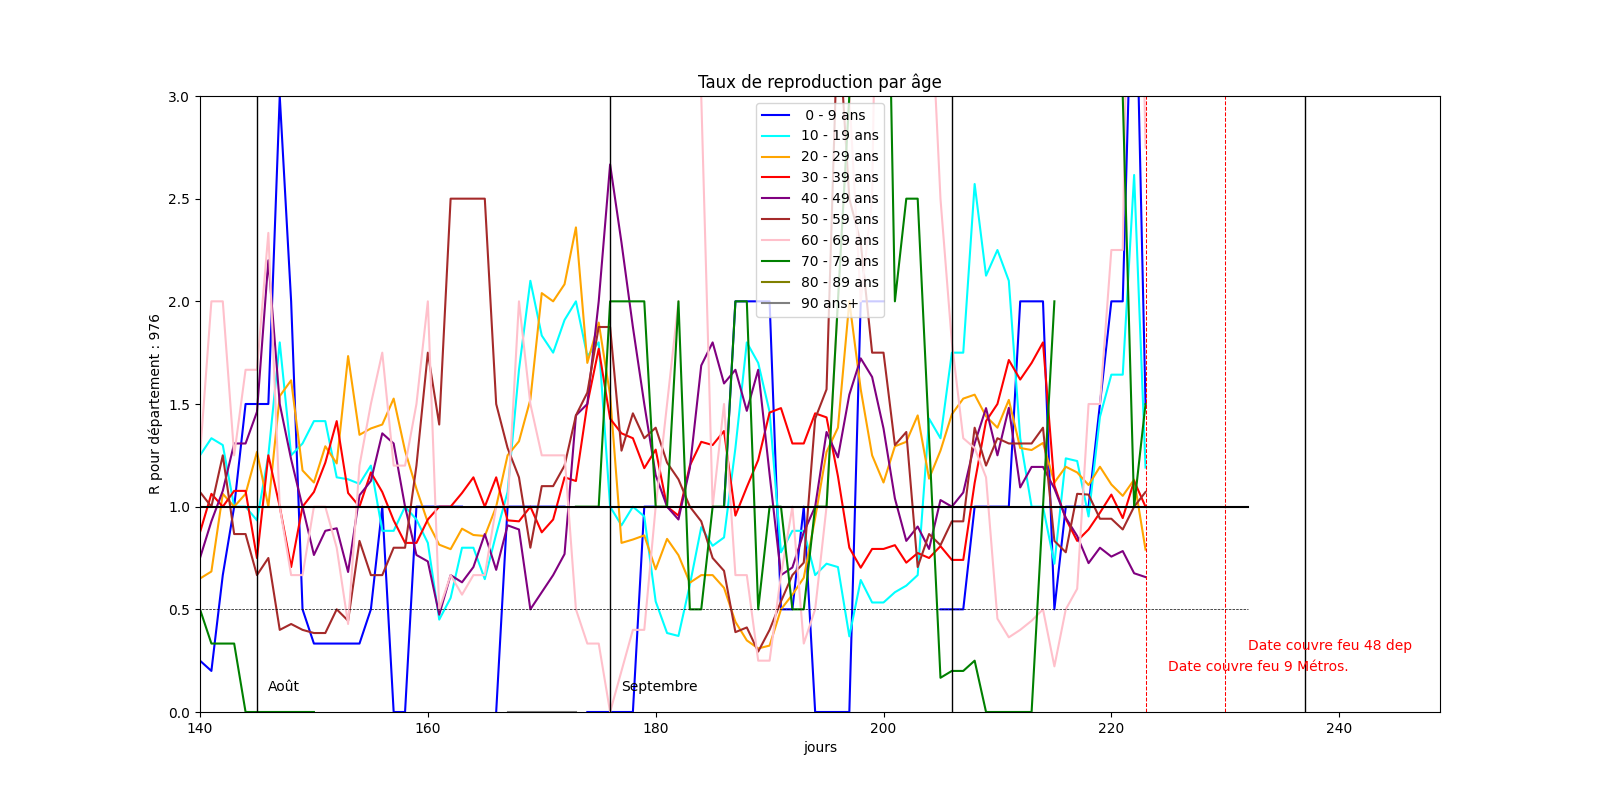 Taux de reproduction par âge
R pour département : 976
3.0
2.5
2.0
1.5
1.0
0.5
0.0
0 - 9 ans
10 - 19 ans
20 - 29 ans
30 - 39 ans
40 - 49 ans
50 - 59 ans
60 - 69 ans
70 - 79 ans
80 - 89 ans
90 ans+
Date couvre feu 48 dep
Date couvre feu 9 Métros.
Août
Septembre
140
160
180
200
220
240
jours